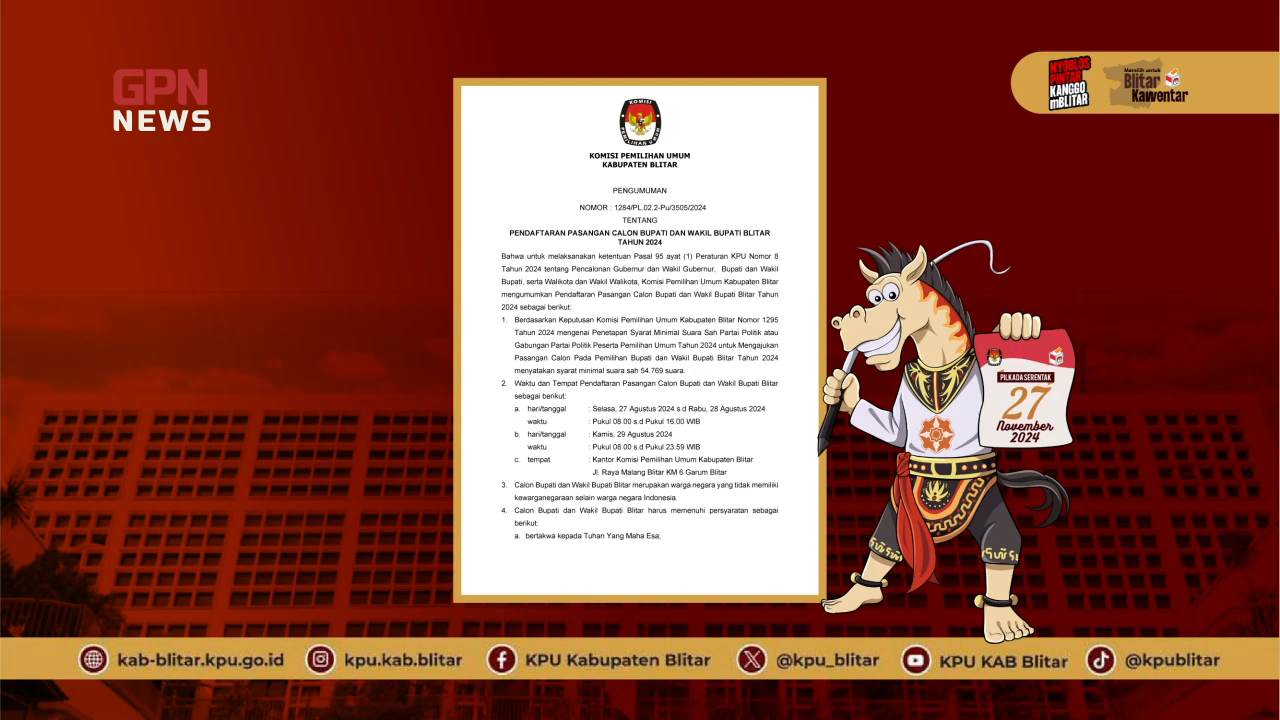 GPN
NEWS
NYOBLOS
PINTAR
KANGGO
mBLITAR
Memilih untuk
Blitar
Kawentar
KOMISI
PEMILIHAN UMUM
KOMISI PEMILIHAN UMUM
KABUPATEN BLITAR
PENGUMUMAN
NOMOR : 1284/PL.02.2-Pu/3505/2024
TENTANG
PENDAFTARAN PASANGAN CALON BUPATI DAN WAKIL BUPATI BLITAR
TAHUN 2024
Bahwa untuk melaksanakan ketentuan Pasal 95 ayat (1) Peraturan KPU Nomor 8
Tahun 2024 tentang Pencalonan Gubernur dan Wakil Gubernur, Bupati dan Wakil
Bupati, serta Walikota dan Wakil Walikota, Komisi Pemilihan Umum Kabupaten Blitar
mengumumkan Pendaftaran Pasangan Calon Bupati dan Wakil Bupati Blitar Tahun
2024 sebagai berikut:
1. Berdasarkan Keputusan Komisi Pemilihan Umum Kabupaten Blitar Nomor 1295
Tahun 2024 mengenai Penetapan Syarat Minimal Suara Sah Partai Politik atau
Gabungan Partai Politik Peserta Pemilihan Umum Tahun 2024 untuk Mengajukan
Pasangan Calon Pada Pemilihan Bupati dan Wakil Bupati Blitar Tahun 2024
menyatakan syarat minimal suara sah 54.769 suara.
2. Waktu dan Tempat Pendaftaran Pasangan Calon Bupati dan Wakil Bupati Blitar
sebagai berikut:
a. hari/tanggal : Selasa, 27 Agustus 2024 s.d Rabu, 28 Agustus 2024
waktu : Pukul 08.00 s.d Pukul 16.00 WIB
b. hari/tanggal : Kamis, 29 Agustus 2024
waktu : Pukul 08.00 s.d Pukul 23.59 WIB
c. tempat : Kantor Komisi Pemilihan Umum Kabupaten Blitar
Jl. Raya Malang Blitar KM 6 Garum Blitar
3. Calon Bupati dan Wakil Bupati Blitar merupakan warga negara yang tidak memiliki
kewarganegaraan selain warga negara Indonesia.
4. Calon Bupati dan Wakil Bupati Blitar harus memenuhi persyaratan sebagai
berikut:
a. bertakwa kepada Tuhan Yang Maha Esa;
PILKADA SERENTAK
27
November
2024
kab-blitar.kpu.go.id
kpu.kab.blitar
KPU Kabupaten Blitar
@kpu_blitar
KPU KAB Blitar
@kpublitar